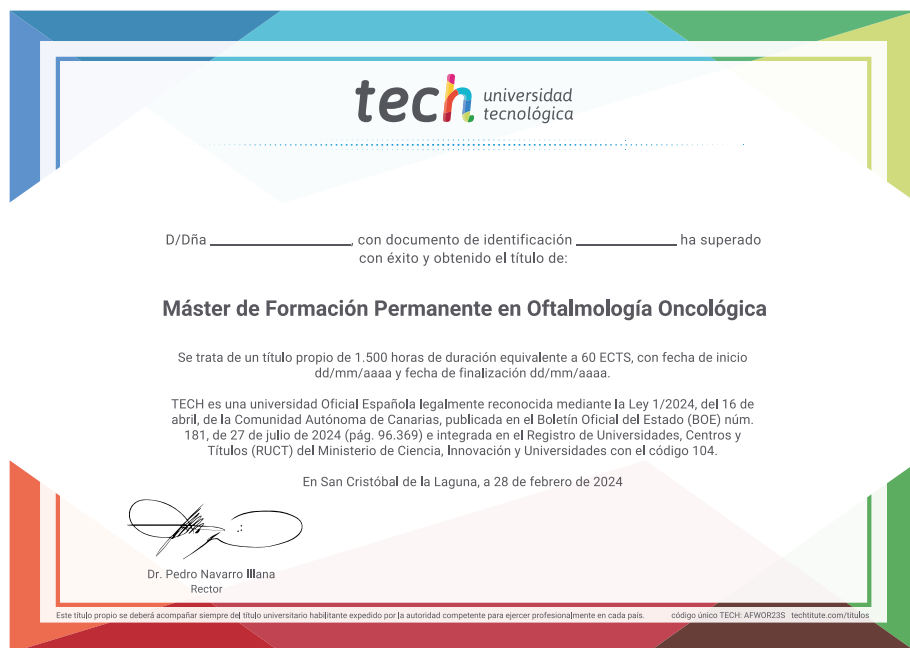 tech universidad
tecnológica
D/Dña ______________, con documento de identificación __________ ha superado
con éxito y obtenido el título de:
Máster de Formación Permanente en Oftalmología Oncológica
Se trata de un título propio de 1.500 horas de duración equivalente a 60 ECTS, con fecha de inicio
dd/mm/aaaa y fecha de finalización dd/mm/aaaa.
TECH es una universidad Oficial Española legalmente reconocida mediante la Ley 1/2024, del 16 de
abril, de la Comunidad Autónoma de Canarias, publicada en el Boletín Oficial del Estado (BOE) núm.
181, de 27 de julio de 2024 (pág. 96.369) e integrada en el Registro de Universidades, Centros y
Títulos (RUCT) del Ministerio de Ciencia, Innovación y Universidades con el código 104.
En San Cristóbal de la Laguna, a 28 de febrero de 2024
Dr. Pedro Navarro Illana
Rector
Este título propio se deberá acompañar siempre del título universitario habilitante expedido por la autoridad competente para ejercer profesionalmente en cada país. código único TECH: AFWOR23S techtitute.com/titulos